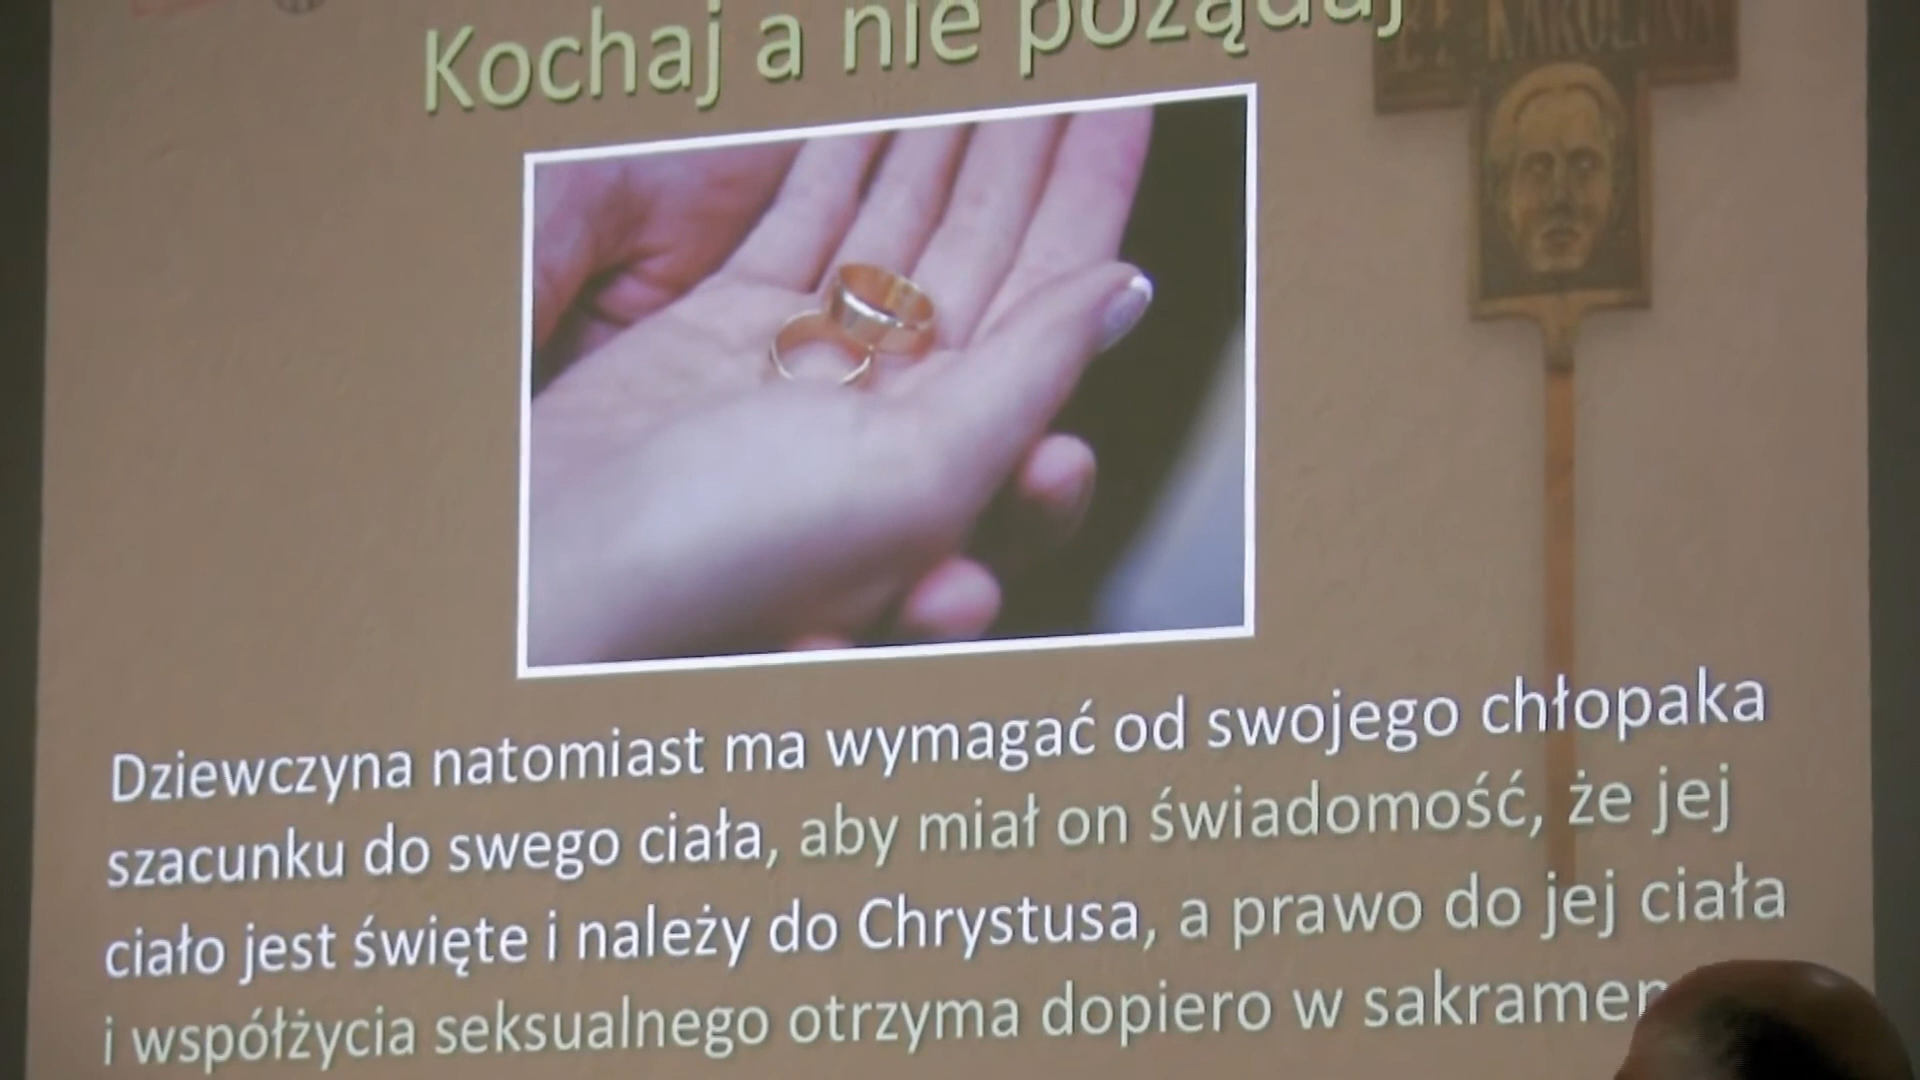 Kochaj a nie pożądaj
KAROLINA
Dziewczyna natomiast ma wymagać od swojego chłopaka
szacunku do swego ciała, aby miał on świadomość, że jej
ciało jest święte i należy do Chrystusa, a prawo do jej ciała
i współżycia seksualnego otrzyma dopiero w